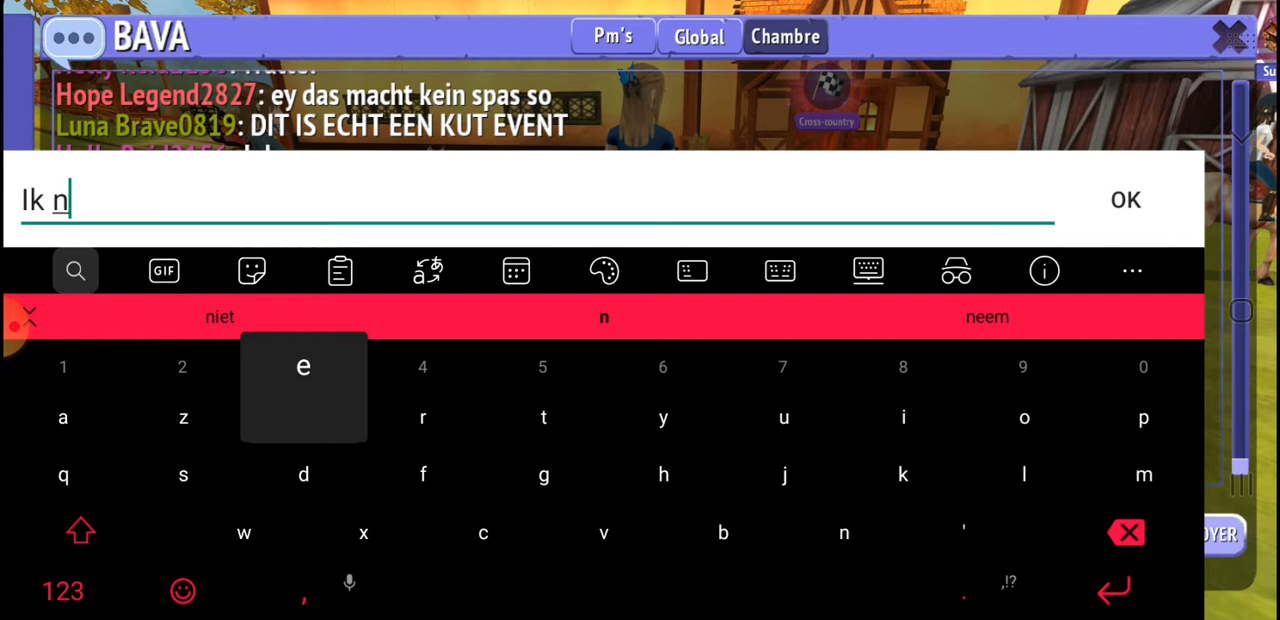 BAVA
Pm's
Global
Chambre
Su
Hope Legend2827: ey das macht kein spas so
Luna Brave0819: DIT IS ECHT EEN KUT EVENT
Cross-country
Ik n
OK
GIF
niet
n
neem
1 2 4 5 6 7 8 9 0
e
a z r t y u i o p
q s d f g h j k l m
w x c v b n '
OYER
123 , . ,!?